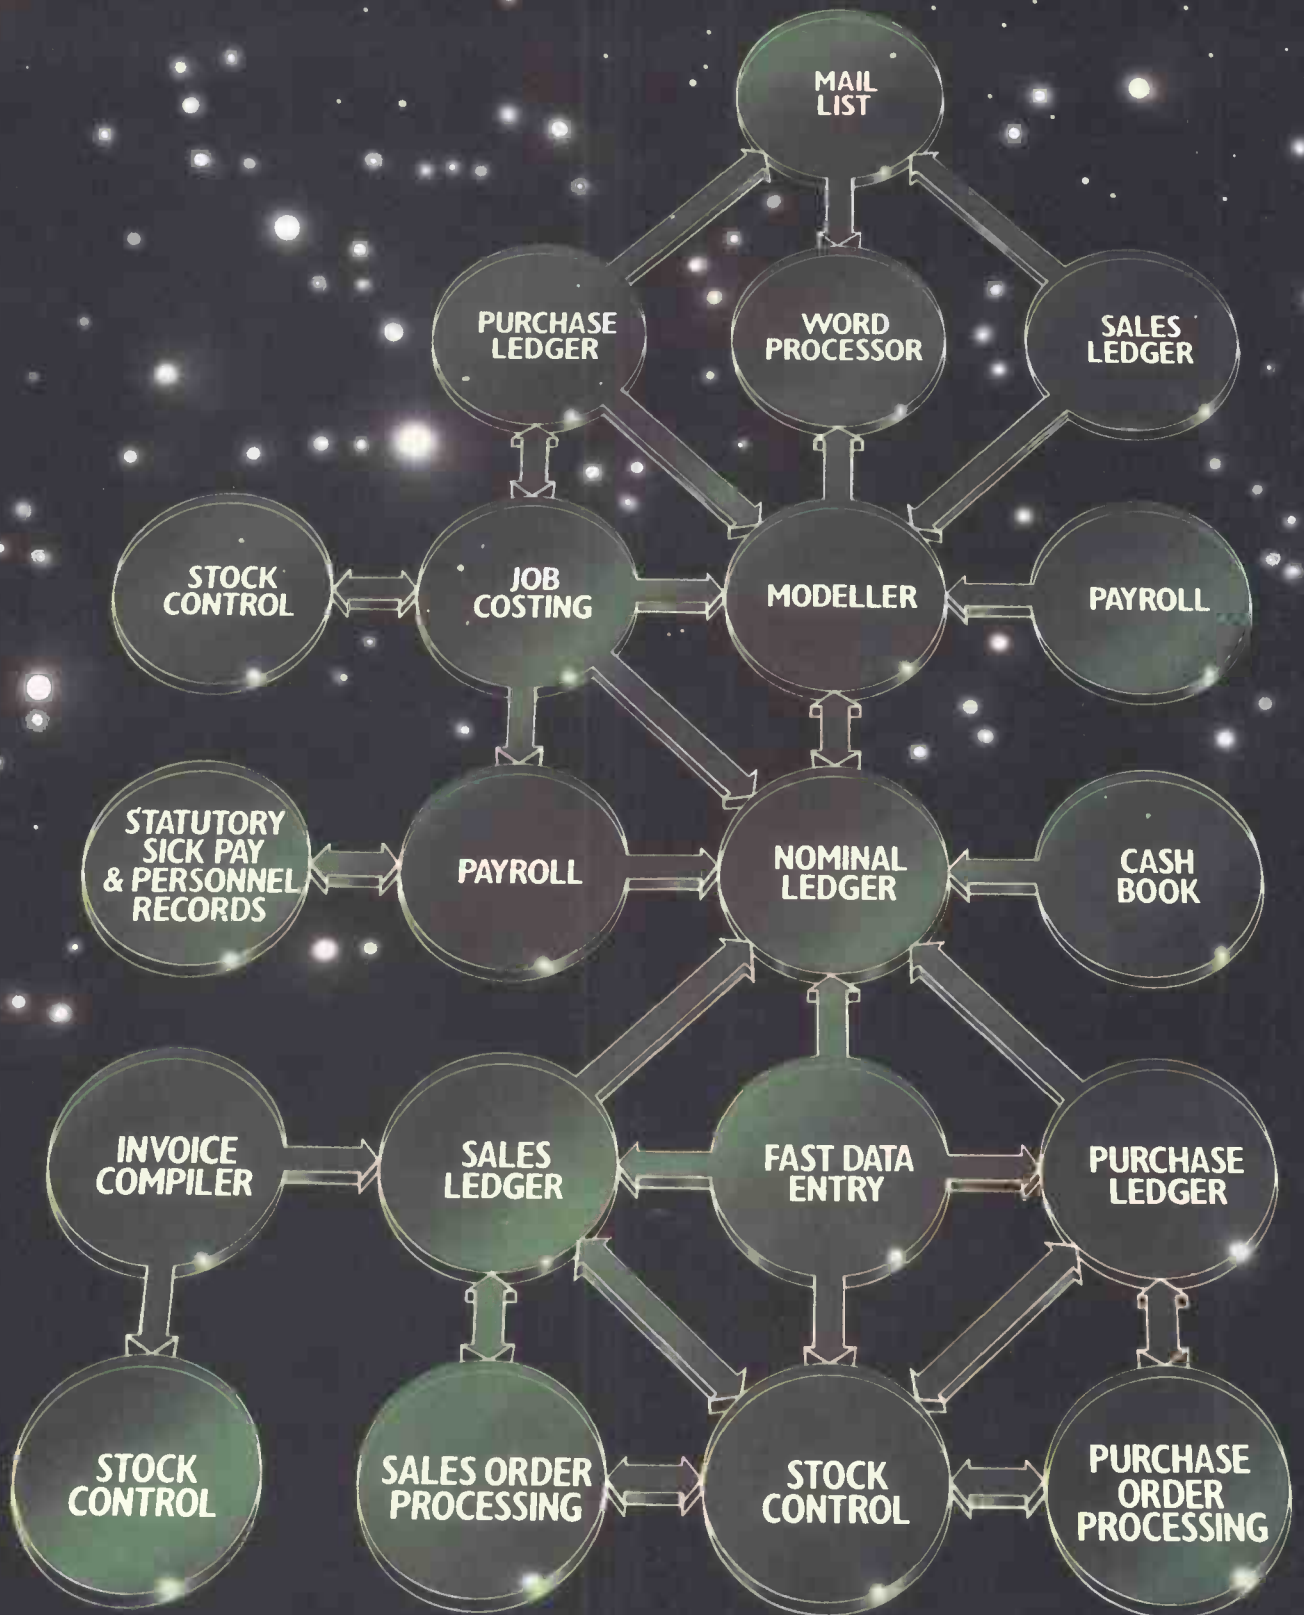 MAIL
LIST
PURCHASE
LEDGER
WORD
PROCESSOR
SALES
LEDGER
STOCK
CONTROL
JOB
COSTING
MODELLER
PAYROLL
STATUTORY
SICK PAY
& PERSONNEL
RECORDS
PAYROLL
NOMINAL
LEDGER
CASH
BOOK
INVOICE
COMPILER
SALES
LEDGER
FAST DATA
ENTRY
PURCHASE
LEDGER
STOCK
CONTROL
SALES ORDER
PROCESSING
STOCK
CONTROL
PURCHASE
ORDER
PROCESSING